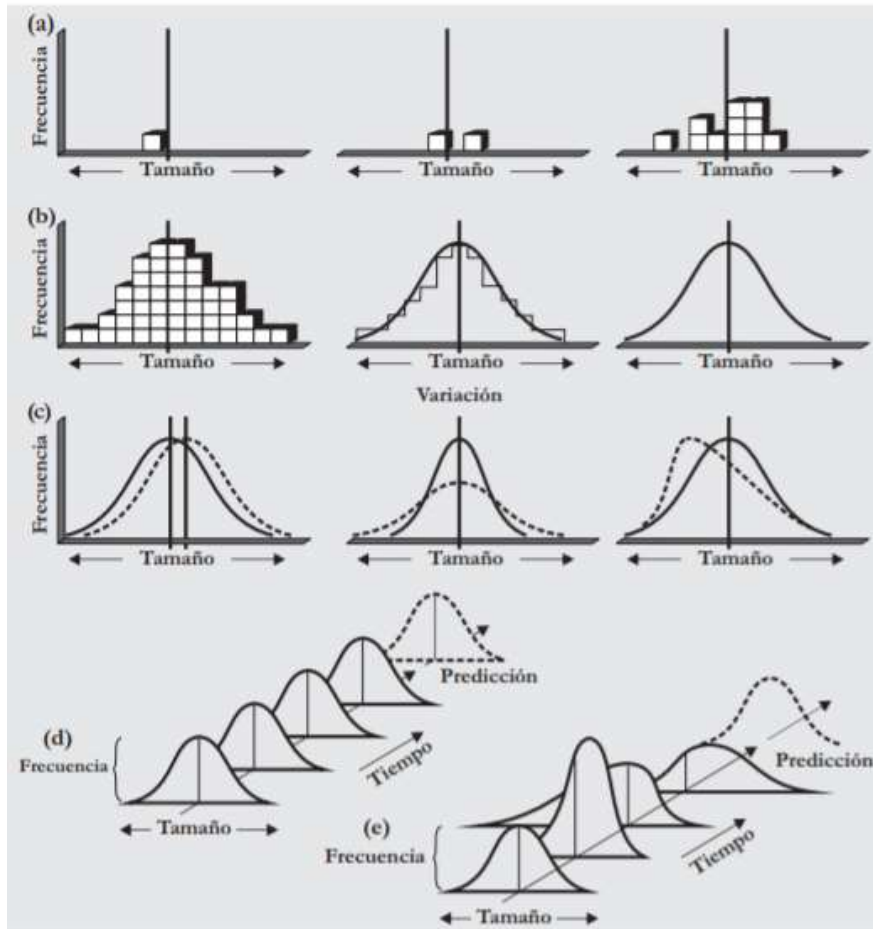 (a)
Frecuencia
Tamaño
Tamaño
Tamaño
(b)
Frecuencia
Tamaño
Tamaño
Tamaño
Variación
(c)
Frecuencia
Tamaño
Tamaño
Tamaño
Predicción
(d)
Frecuencia
Tiempo
Tamaño
Predicción
(e)
Frecuencia
Tiempo
Tamaño